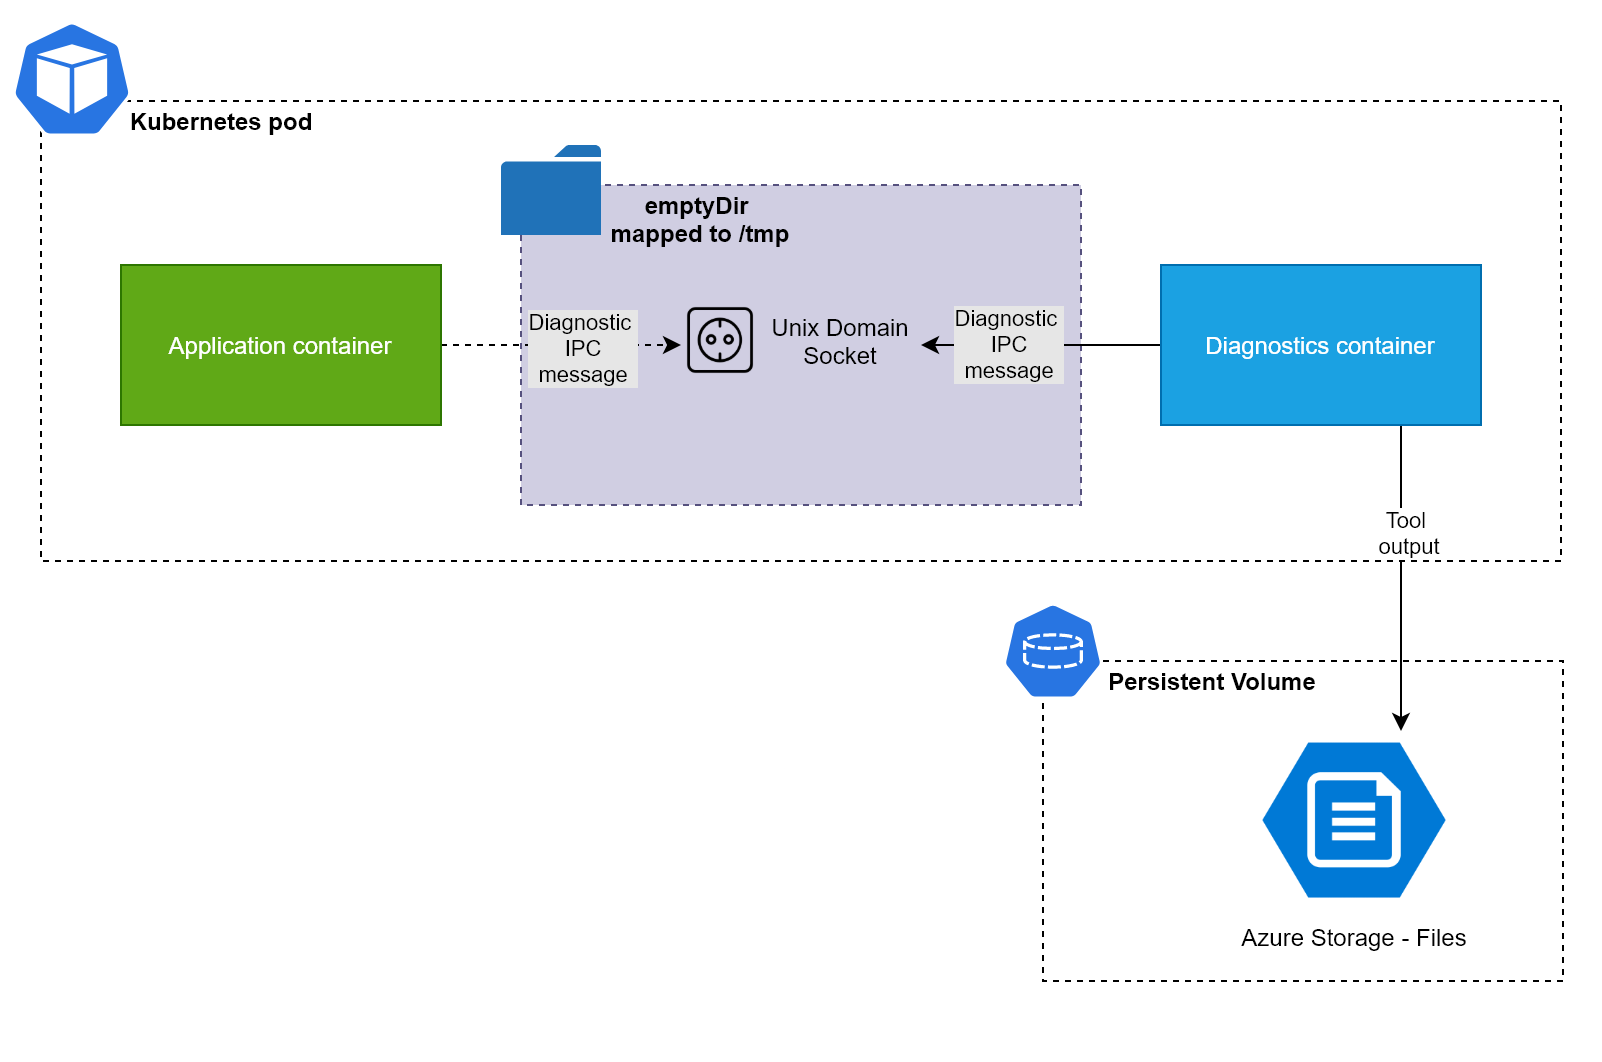 Kubernetes pod
emptyDir
mapped to /tmp
Application container
Diagnostic
IPC
message
Unix Domain
Socket
Diagnostic
IPC
message
Diagnostics container
Tool
output
Persistent Volume
Azure Storage - Files